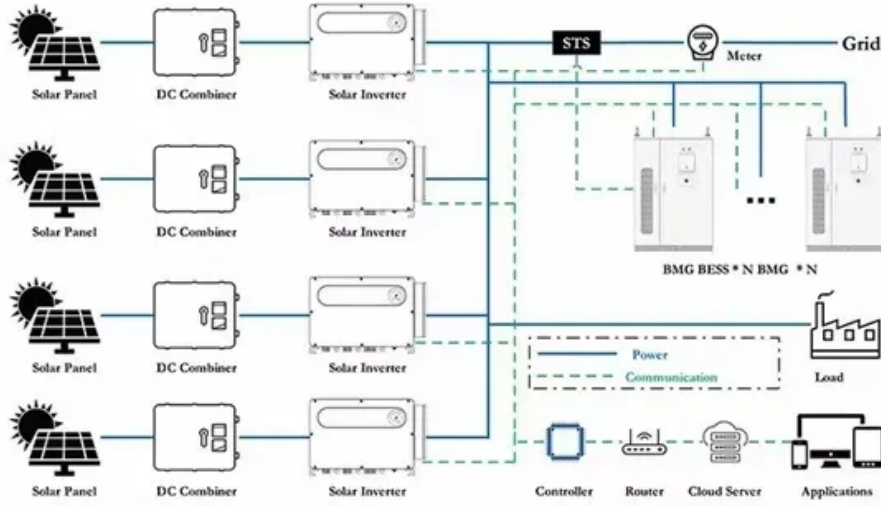 STS
Meter
Grid
Solar Panel
DC Combiner
Solar Inverter
Solar Panel
DC Combiner
Solar Inverter
BMG BESS * N BMG * N
Solar Panel
DC Combiner
Solar Inverter
Power
Communication
Load
Solar Panel
DC Combiner
Solar Inverter
Controller
Router
Cloud Server
Applications